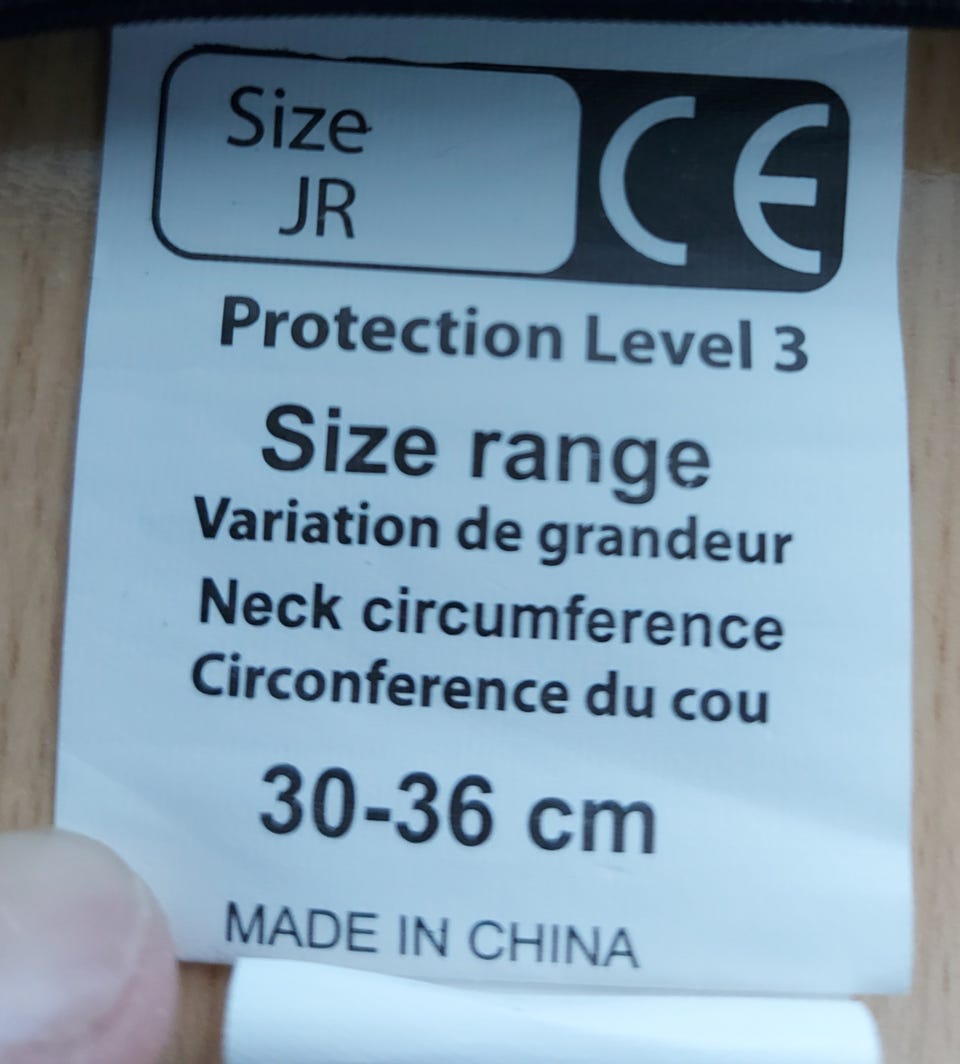 Size
JR
CE
Protection Level 3
Size range
Variation de grandeur
Neck circumference
Circonference du cou
30-36 cm
MADE IN CHINA